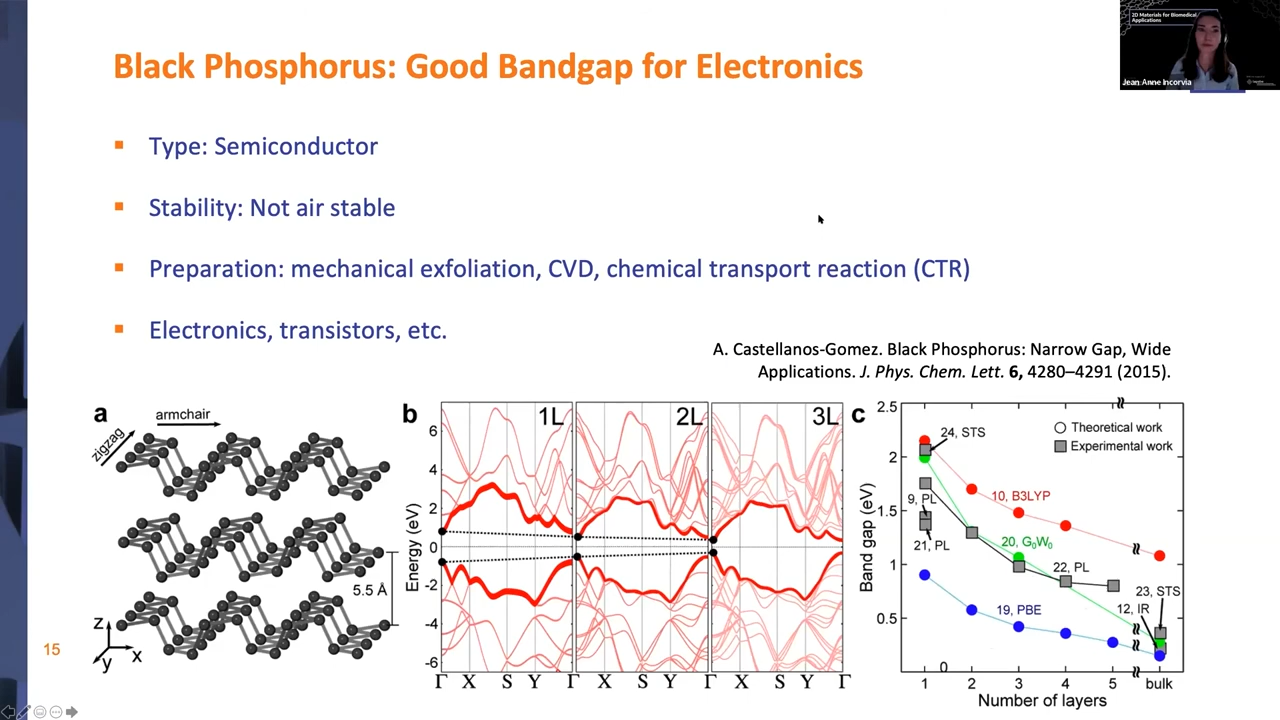 Black Phosphorus: Good Bandgap for Electronics
2D Materials for Biomedical
Applications
Jean Anne Incorvia
Type: Semiconductor
Stability: Not air stable
Preparation: mechanical exfoliation, CVD, chemical transport reaction (CTR)
Electronics, transistors, etc.
A. Castellanos-Gomez. Black Phosphorus: Narrow Gap, Wide
Applications. J. Phys. Chem. Lett. 6, 4280–4291 (2015).
a
armchair
zigzag
5.5 Å
z
y
x
b
1L
2L
3L
Energy (eV)
6
4
2
0
-2
-4
-6
Γ X S Y Γ X S Y Γ X S Y Γ
c
Band gap (eV)
2.5
2
1.5
1
0.5
0
Theoretical work
Experimental work
24, STS
10, B3LYP
9, PL
21, PL
20, G₀W₀
22, PL
23, STS
12, IR
19, PBE
1 2 3 4 5 bulk
Number of layers
15